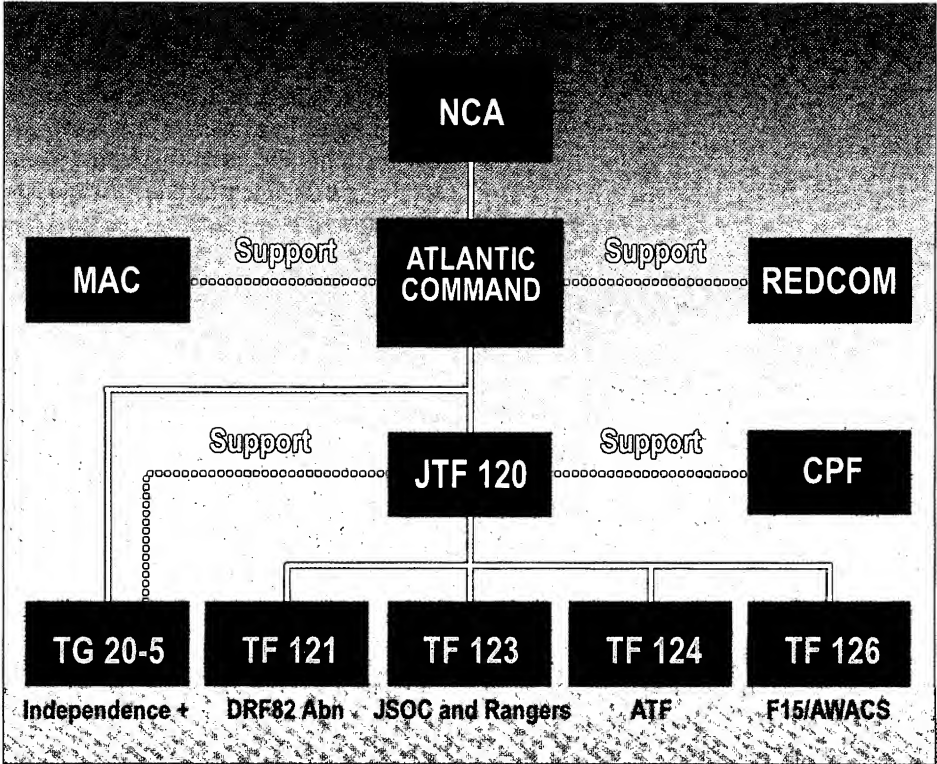 NCA
MAC
Support
ATLANTIC
COMMAND
Support
REDCOM
Support
JTF 120
Support
CPF
TG 20-5
TF 121
TF 123
TF 124
TF 126
Independence +
DRF82 Abn
JSOC and Rangers
ATF
F15/AWACS